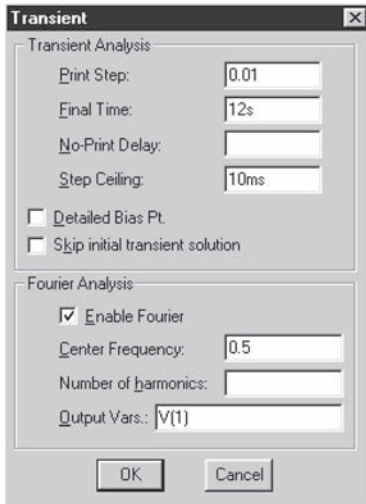 Transient
Transient Analysis
Print Step: 0.01
Final Time: 12s
No-Print Delay:
Step Ceiling: 10ms
Detailed Bias Pt.
Skip initial transient solution
Fourier Analysis
Enable Fourier
Center Frequency: 0.5
Number of harmonics:
Output Vars.: V(1)
OK Cancel